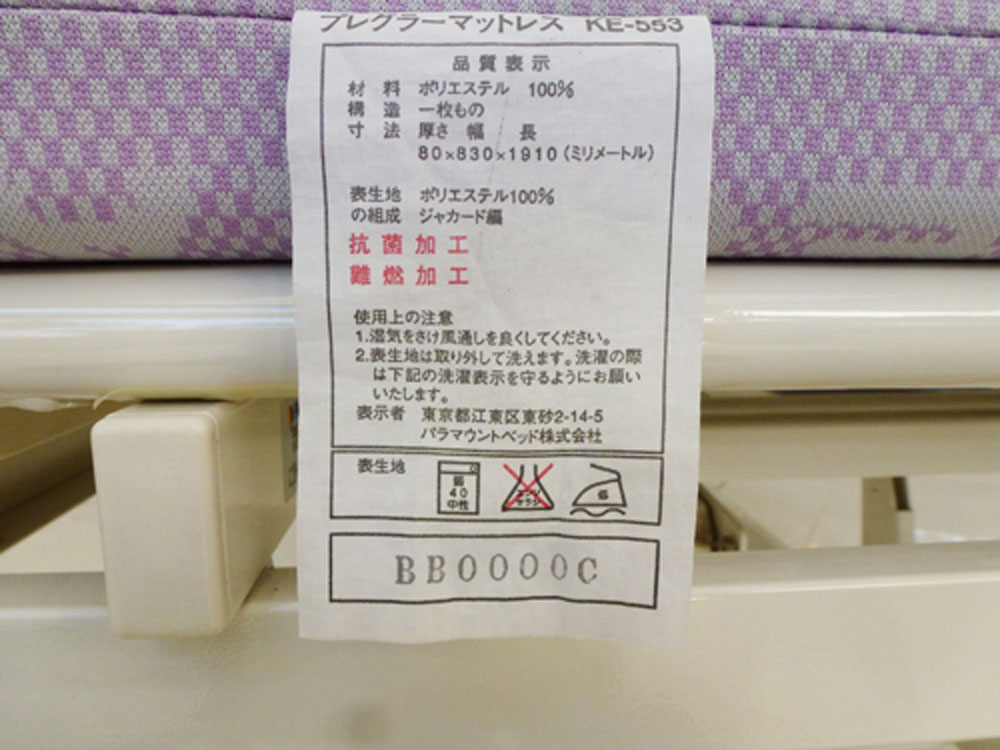 プレグラーマットレス KE-553
品質表示
材料 ポリエステル 100%
構造 一枚もの
寸法 厚さ 幅 長
80×830×1910(ミリメートル)
表生地 ポリエステル100%
の組成 ジャカード編
抗菌加工
難燃加工
使用上の注意
1.湿気をさけ風通しを良くしてください。
2.表生地は取り外して洗えます。洗濯の際
は下記の洗濯表示を守るようにお願い
いたします。
表示者 東京都江東区東砂2-14-5
パラマウントベッド株式会社
表生地
弱
40
中性
エンソ
サラシ
低
BB0000C